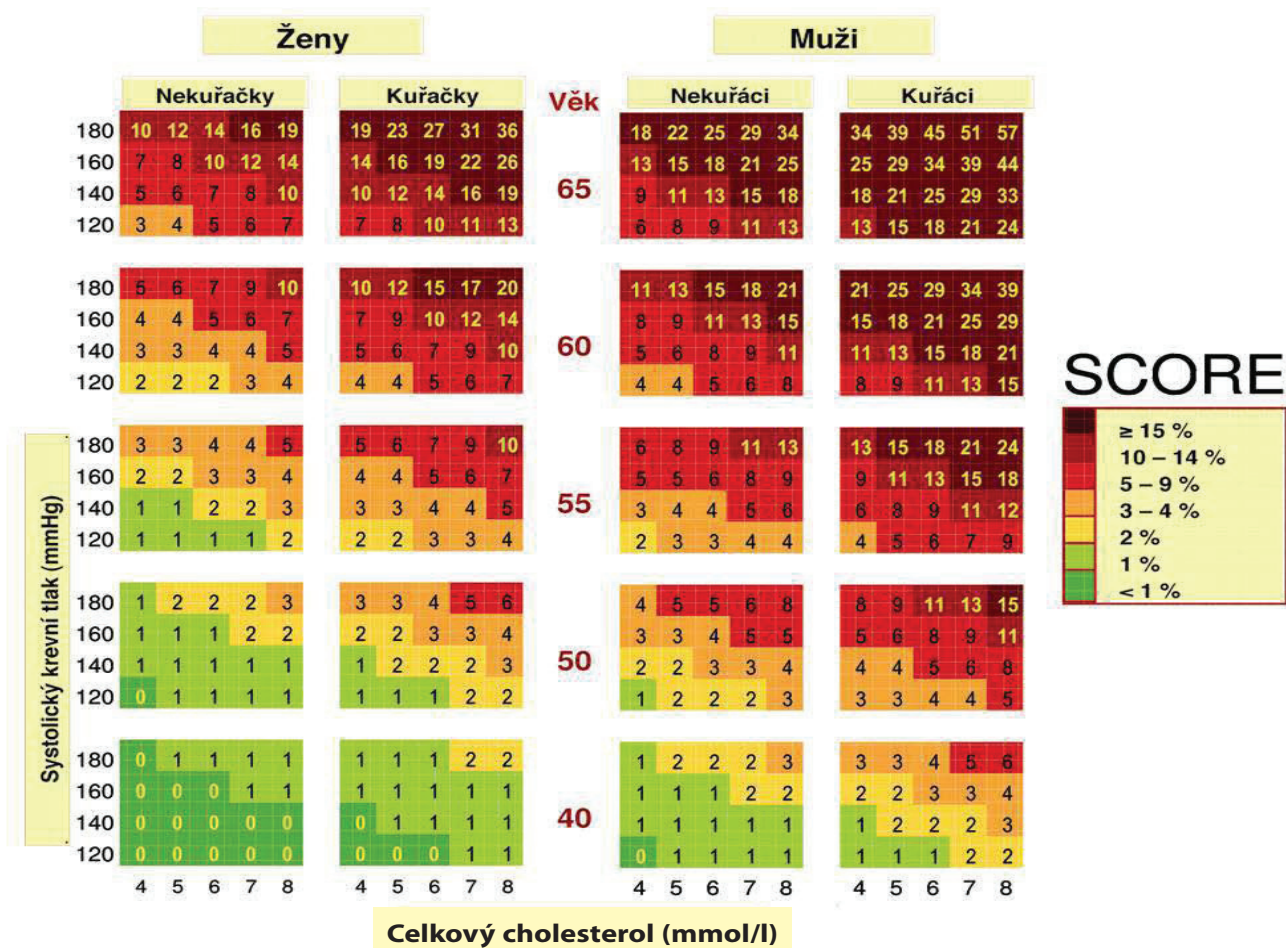 Ženy Muži
Nekuřačky Kuřačky Věk Nekuřáci Kuřáci
180 10 12 14 16 19 19 23 27 31 36 18 22 25 29 34 34 39 45 51 57
160 7 8 10 12 14 14 16 19 22 26 13 15 18 21 25 25 29 34 39 44
65
140 5 6 7 8 10 10 12 14 16 19 9 11 13 15 18 18 21 25 29 33
120 3 4 5 6 7 7 8 10 11 13 6 8 9 11 13 13 15 18 21 24
180 5 6 7 9 10 10 12 15 17 20 11 13 15 18 21 21 25 29 34 39
160 4 4 5 6 7 7 9 10 12 14 8 9 11 13 15 15 18 21 25 29
60
140 3 3 4 4 5 5 6 7 9 10 5 6 8 9 11 11 13 15 18 21
120 2 2 2 3 4 4 4 5 6 7 4 4 5 6 8 8 9 11 13 15
180 3 3 4 4 5 5 6 7 9 10 6 8 9 11 13 13 15 18 21 24
160 2 2 3 3 4 4 4 5 6 7 5 5 6 8 9 9 11 13 15 18
55
140 1 1 2 2 3 3 3 4 4 5 3 4 4 5 6 6 8 9 11 12
120 1 1 1 1 2 2 2 3 3 4 2 3 3 4 4 4 5 6 7 9
180 1 2 2 2 3 3 3 4 5 6 4 5 5 6 8 8 9 11 13 15
160 1 1 1 2 2 2 2 3 3 4 3 3 4 5 5 5 6 8 9 11
50
140 1 1 1 1 1 1 2 2 2 3 2 2 3 3 4 4 4 5 6 8
120 0 1 1 1 1 1 1 1 2 2 1 2 2 2 3 3 3 4 4 5
180 0 1 1 1 1 1 1 1 2 2 1 2 2 2 3 3 3 4 5 6
160 0 0 0 1 1 1 1 1 1 1 1 1 1 2 2 2 2 3 3 4
40
140 0 0 0 0 0 0 1 1 1 1 1 1 1 1 1 1 2 2 2 3
120 0 0 0 0 0 0 0 0 1 1 0 1 1 1 1 1 1 1 2 2
4 5 6 7 8 4 5 6 7 8 4 5 6 7 8 4 5 6 7 8
Systolický krevní tlak (mmHg)
Celkový cholesterol (mmol/l)
SCORE
≥ 15 %
10 – 14 %
5 – 9 %
3 – 4 %
2 %
1 %
< 1 %